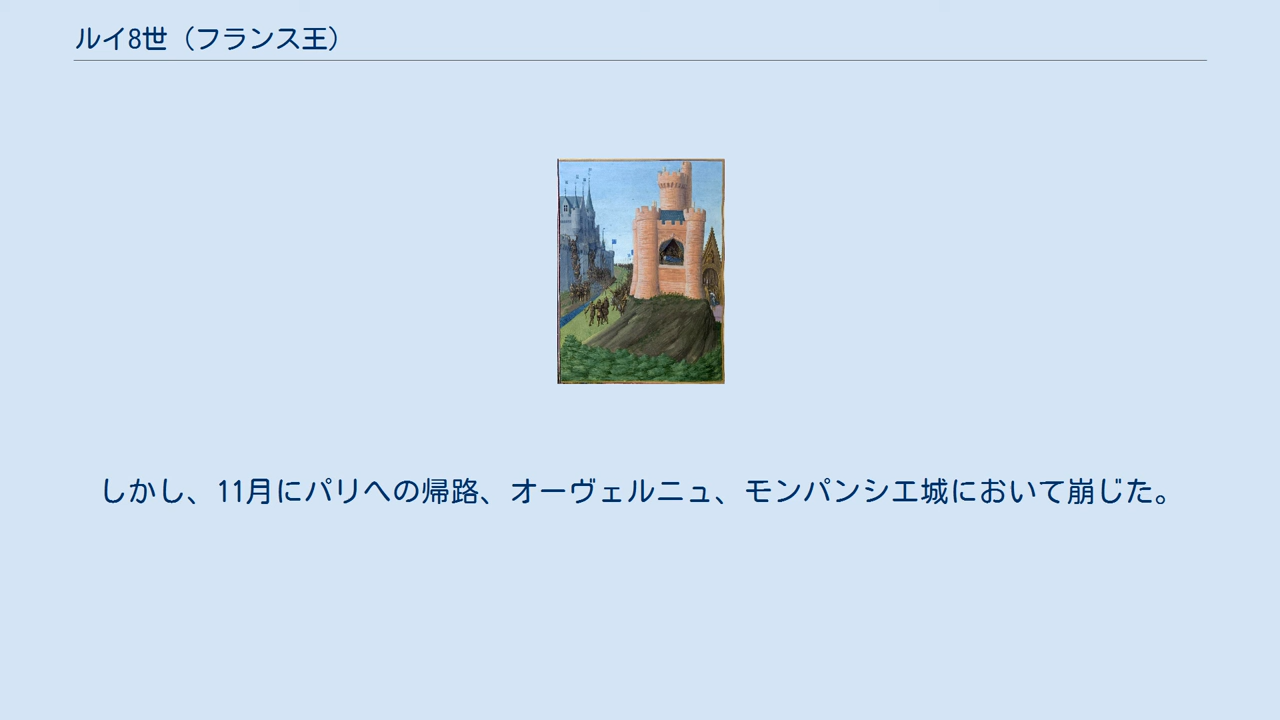 ルイ8世（フランス王）
しかし、11月にパリへの帰路、オーヴェルニュ、モンパンシエ城において崩じた。